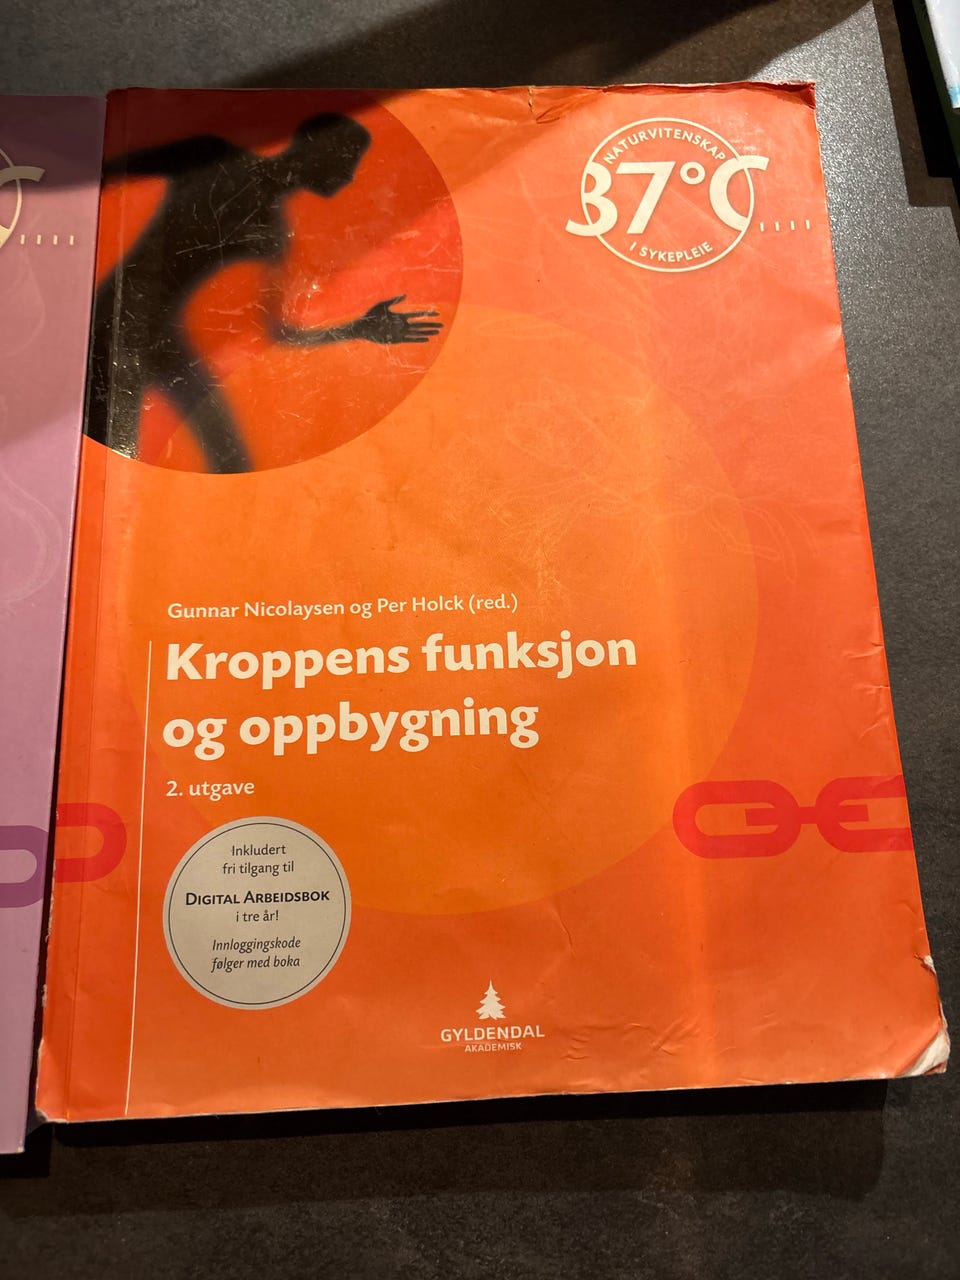 NATURVITENSKAP
37°C
I SYKEPLEIE
Gunnar Nicolaysen og Per Holck (red.)
Kroppens funksjon
og oppbygning
2. utgave
Inkludert
fri tilgang til
DIGITAL ARBEIDSBOK
i tre år!
Innloggingskode
følger med boka
GYLDENDAL
AKADEMISK